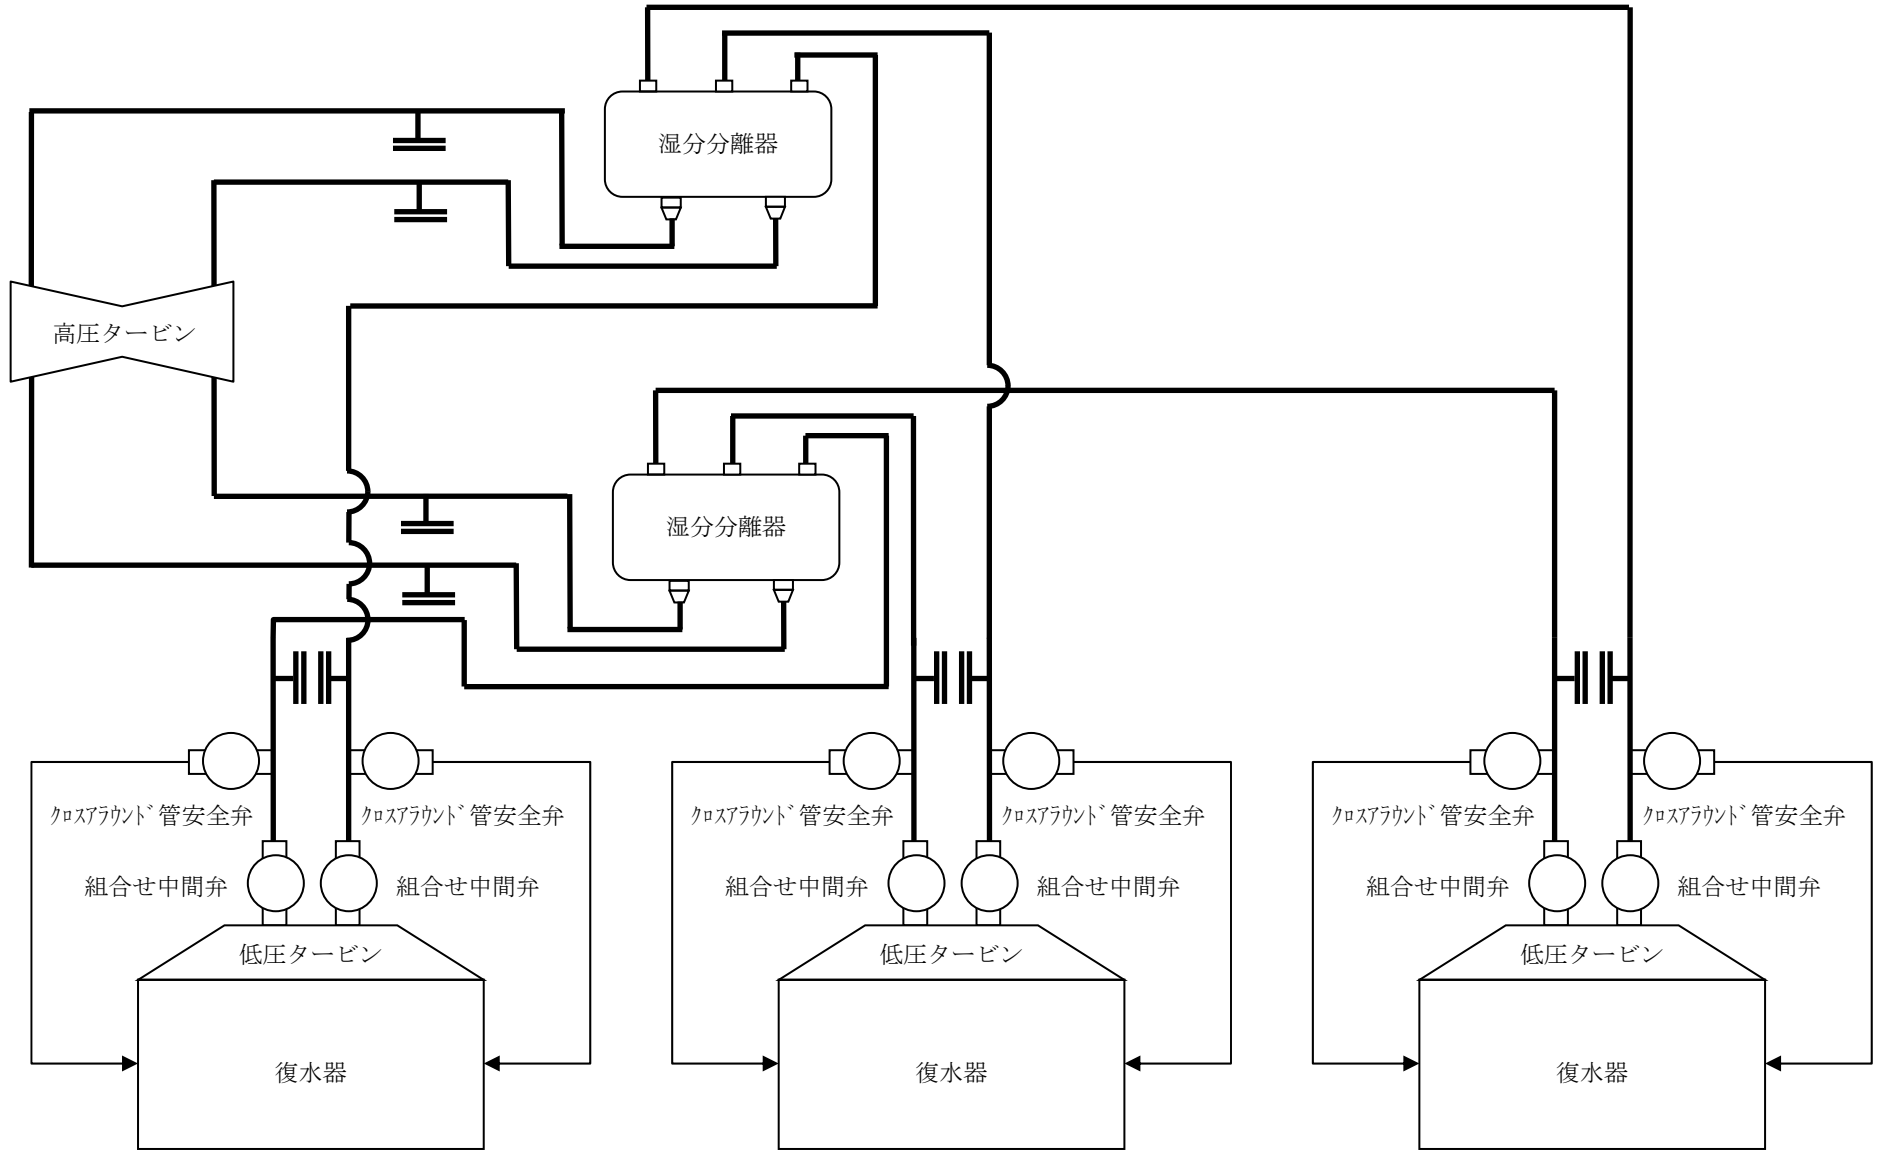 湿分分離器
高圧タービン
湿分分離器
ｸﾛｽｱﾗｳﾝﾄﾞ管安全弁
ｸﾛｽｱﾗｳﾝﾄﾞ管安全弁
ｸﾛｽｱﾗｳﾝﾄﾞ管安全弁
ｸﾛｽｱﾗｳﾝﾄﾞ管安全弁
ｸﾛｽｱﾗｳﾝﾄﾞ管安全弁
ｸﾛｽｱﾗｳﾝﾄﾞ管安全弁
組合せ中間弁
組合せ中間弁
組合せ中間弁
組合せ中間弁
組合せ中間弁
組合せ中間弁
低圧タービン
低圧タービン
低圧タービン
復水器
復水器
復水器